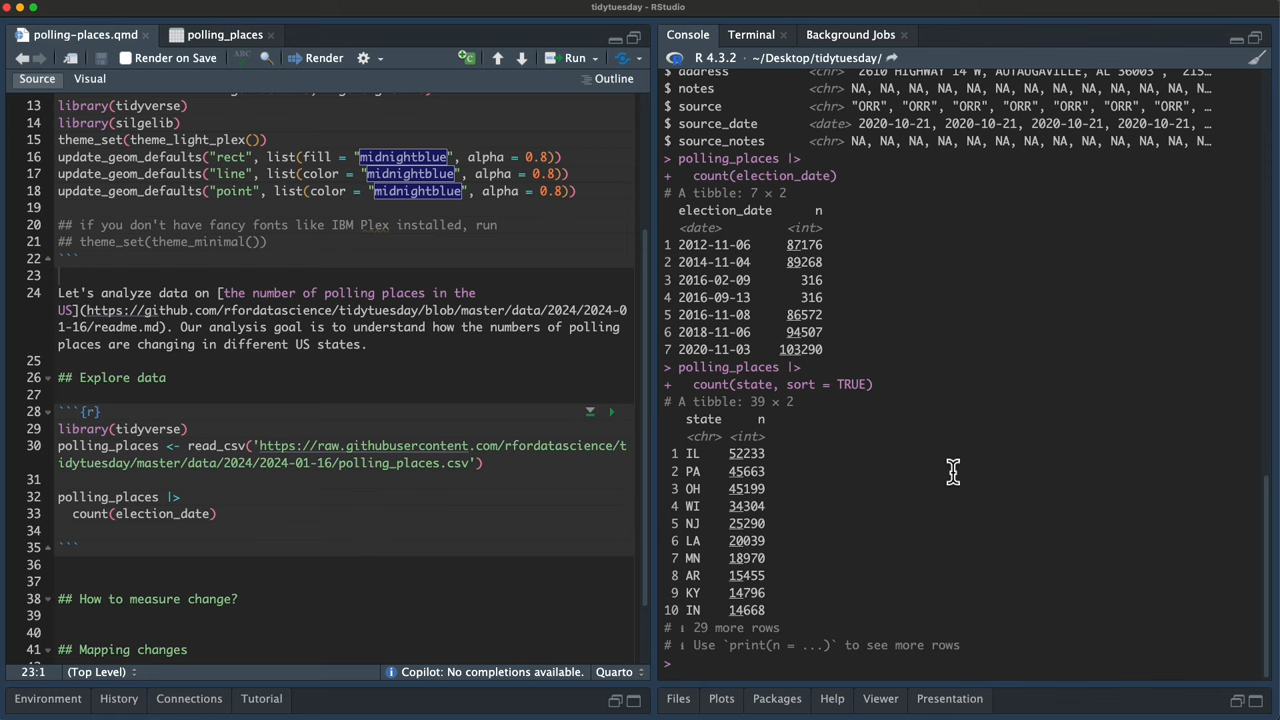 tidytuesday - RStudio
polling-places.qmd
polling_places
Render on Save
ABC
Render
Run
Source
Visual
Outline
13 library(tidyverse)
14 library(silgelib)
15 theme_set(theme_light_plex())
16 update_geom_defaults("rect", list(fill = "midnightblue", alpha = 0.8))
17 update_geom_defaults("line", list(color = "midnightblue", alpha = 0.8))
18 update_geom_defaults("point", list(color = "midnightblue", alpha = 0.8))
19
20 ## if you don't have fancy fonts like IBM Plex installed, run
21 ## theme_set(theme_minimal())
22 ```
23
24 Let's analyze data on [the number of polling places in the
US](https://github.com/rfordatascience/tidytuesday/blob/master/data/2024/2024-0
1-16/readme.md). Our analysis goal is to understand how the numbers of polling
places are changing in different US states.
25
26 ## Explore data
27
28 ```{r}
29 library(tidyverse)
30 polling_places <- read_csv('https://raw.githubusercontent.com/rfordatascience/t
idytuesday/master/data/2024/2024-01-16/polling_places.csv')
31
32 polling_places |>
33 count(election_date)
34
35 ```
36
37
38 ## How to measure change?
39
40
41 ## Mapping changes
23:1
(Top Level)
Copilot: No completions available.
Quarto
Environment
History
Connections
Tutorial
Console
Terminal
Background Jobs
R 4.3.2 · ~/Desktop/tidytuesday/
$ address <chr> "2610 HIGHWAY 14 W, AUTAUGAVILLE, AL 36003", "215…
$ notes <chr> NA, NA, NA, NA, NA, NA, NA, NA, NA, NA, NA, N…
$ source <chr> "ORR", "ORR", "ORR", "ORR", "ORR", "ORR", "OR…
$ source_date <date> 2020-10-21, 2020-10-21, 2020-10-21, 2020-10-…
$ source_notes <chr> NA, NA, NA, NA, NA, NA, NA, NA, NA, NA, NA, N…
> polling_places |>
+ count(election_date)
# A tibble: 7 × 2
election_date n
<date> <int>
1 2012-11-06 87176
2 2014-11-04 89268
3 2016-02-09 316
4 2016-09-13 316
5 2016-11-08 86572
6 2018-11-06 94507
7 2020-11-03 103290
> polling_places |>
+ count(state, sort = TRUE)
# A tibble: 39 × 2
state n
<chr> <int>
1 IL 52233
2 PA 45663
3 OH 45199
4 WI 34304
5 NJ 25290
6 LA 20039
7 MN 18970
8 AR 15455
9 KY 14796
10 IN 14668
# ℹ 29 more rows
# ℹ Use `print(n = ...)` to see more rows
>
Files
Plots
Packages
Help
Viewer
Presentation